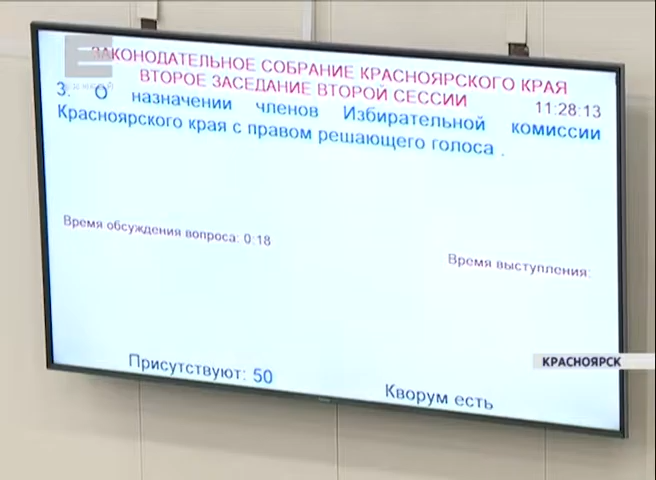 ЗАКОНОДАТЕЛЬНОЕ СОБРАНИЕ КРАСНОЯРСКОГО КРАЯ
ВТОРОЕ ЗАСЕДАНИЕ ВТОРОЙ СЕССИИ
11:28:13
3. О назначении членов Избирательной комиссии
Красноярского края с правом решающего голоса .
Время обсуждения вопроса: 0:18
Время выступления:
КРАСНОЯРСК
Присутствуют: 50
Кворум есть